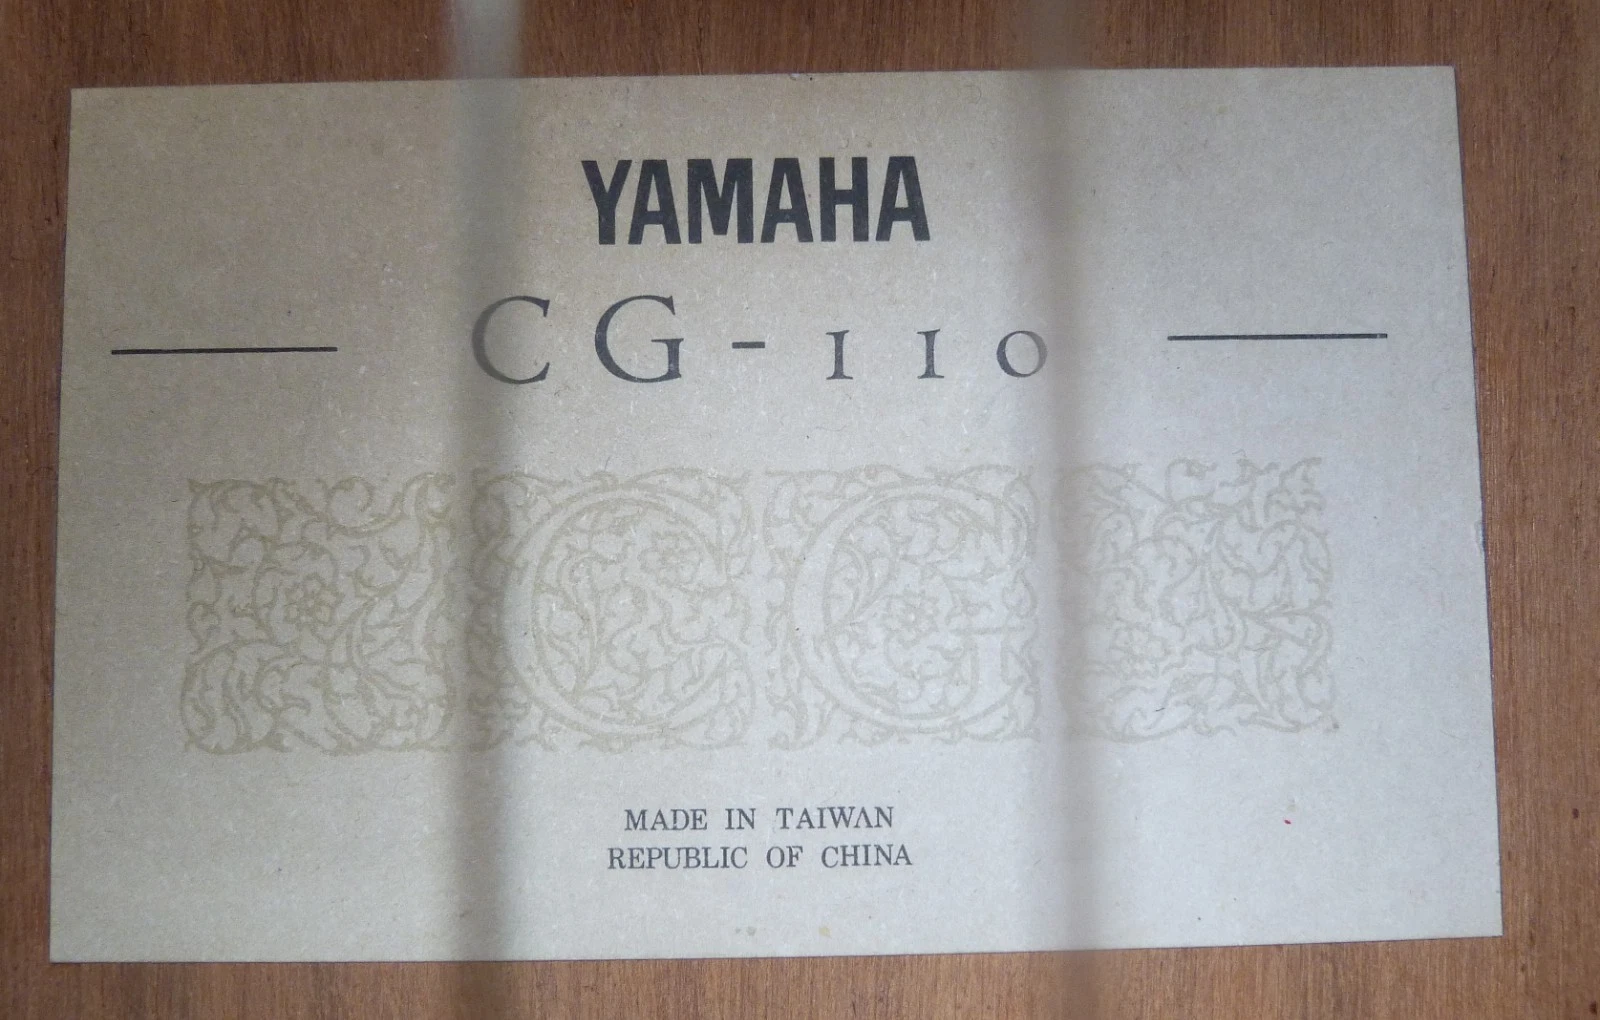 YAMAHA
CG-110
MADE IN TAIWAN
REPUBLIC OF CHINA